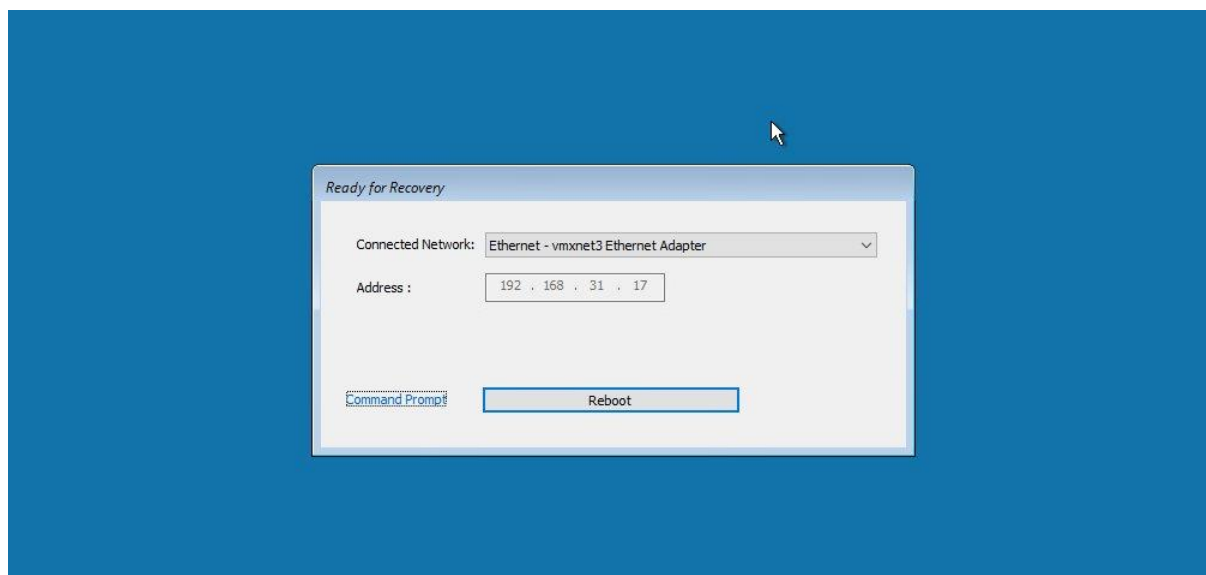 Ready for Recovery
Connected Network: Ethernet - vmxnet3 Ethernet Adapter
Address : 192 . 168 . 31 . 17
Command Prompt Reboot